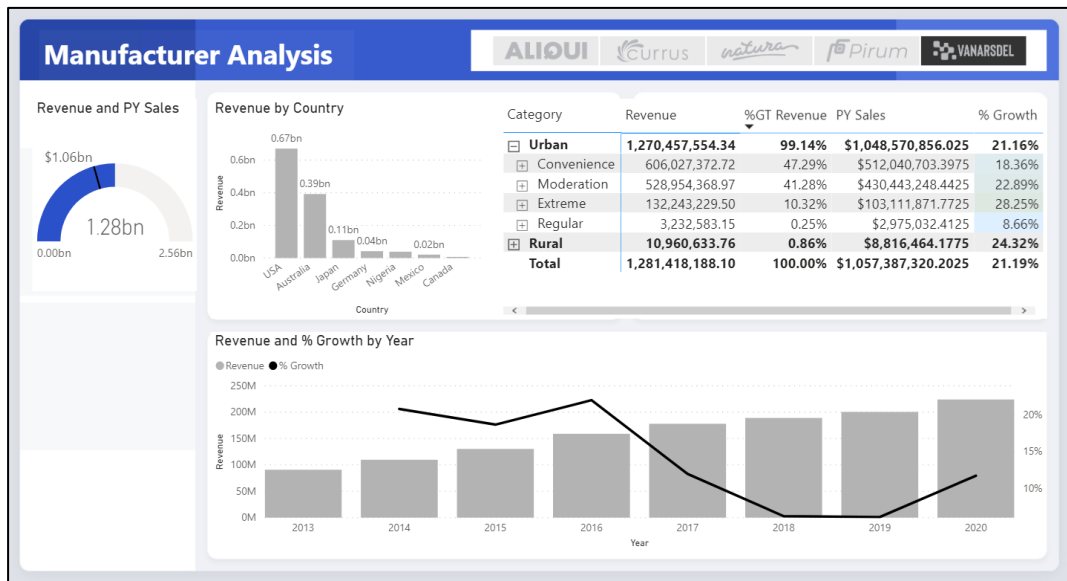 Manufacturer Analysis
ALIQUI
Currus
natura
Pirum
VANARSDEL
Revenue and PY Sales
$1.06bn
1.28bn
0.00bn
2.56bn
Revenue by Country
Revenue
0.6bn
0.4bn
0.2bn
0.0bn
0.67bn
0.39bn
0.11bn
0.04bn
0.02bn
USA
Australia
Japan
Germany
Nigeria
Mexico
Canada
Country
Category Revenue %GT Revenue PY Sales % Growth
Urban 1,270,457,554.34 99.14% $1,048,570,856.025 21.16%
Convenience 606,027,372.72 47.29% $512,040,703.3975 18.36%
Moderation 528,954,368.97 41.28% $430,443,248.4425 22.89%
Extreme 132,243,229.50 10.32% $103,111,871.7725 28.25%
Regular 3,232,583.15 0.25% $2,975,032.4125 8.66%
Rural 10,960,633.76 0.86% $8,816,464.1775 24.32%
Total 1,281,418,188.10 100.00% $1,057,387,320.2025 21.19%
Revenue and % Growth by Year
Revenue % Growth
Revenue
250M
200M
150M
100M
50M
0M
20%
15%
10%
2013 2014 2015 2016 2017 2018 2019 2020
Year